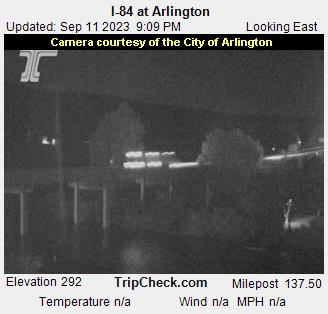 I-84 at Arlington
Updated: Sep 11 2023 9:09 PM Looking East
Camera courtesy of the City of Arlington
Elevation 292 TripCheck.com Milepost 137.50
Temperature n/a Wind n/a MPH n/a